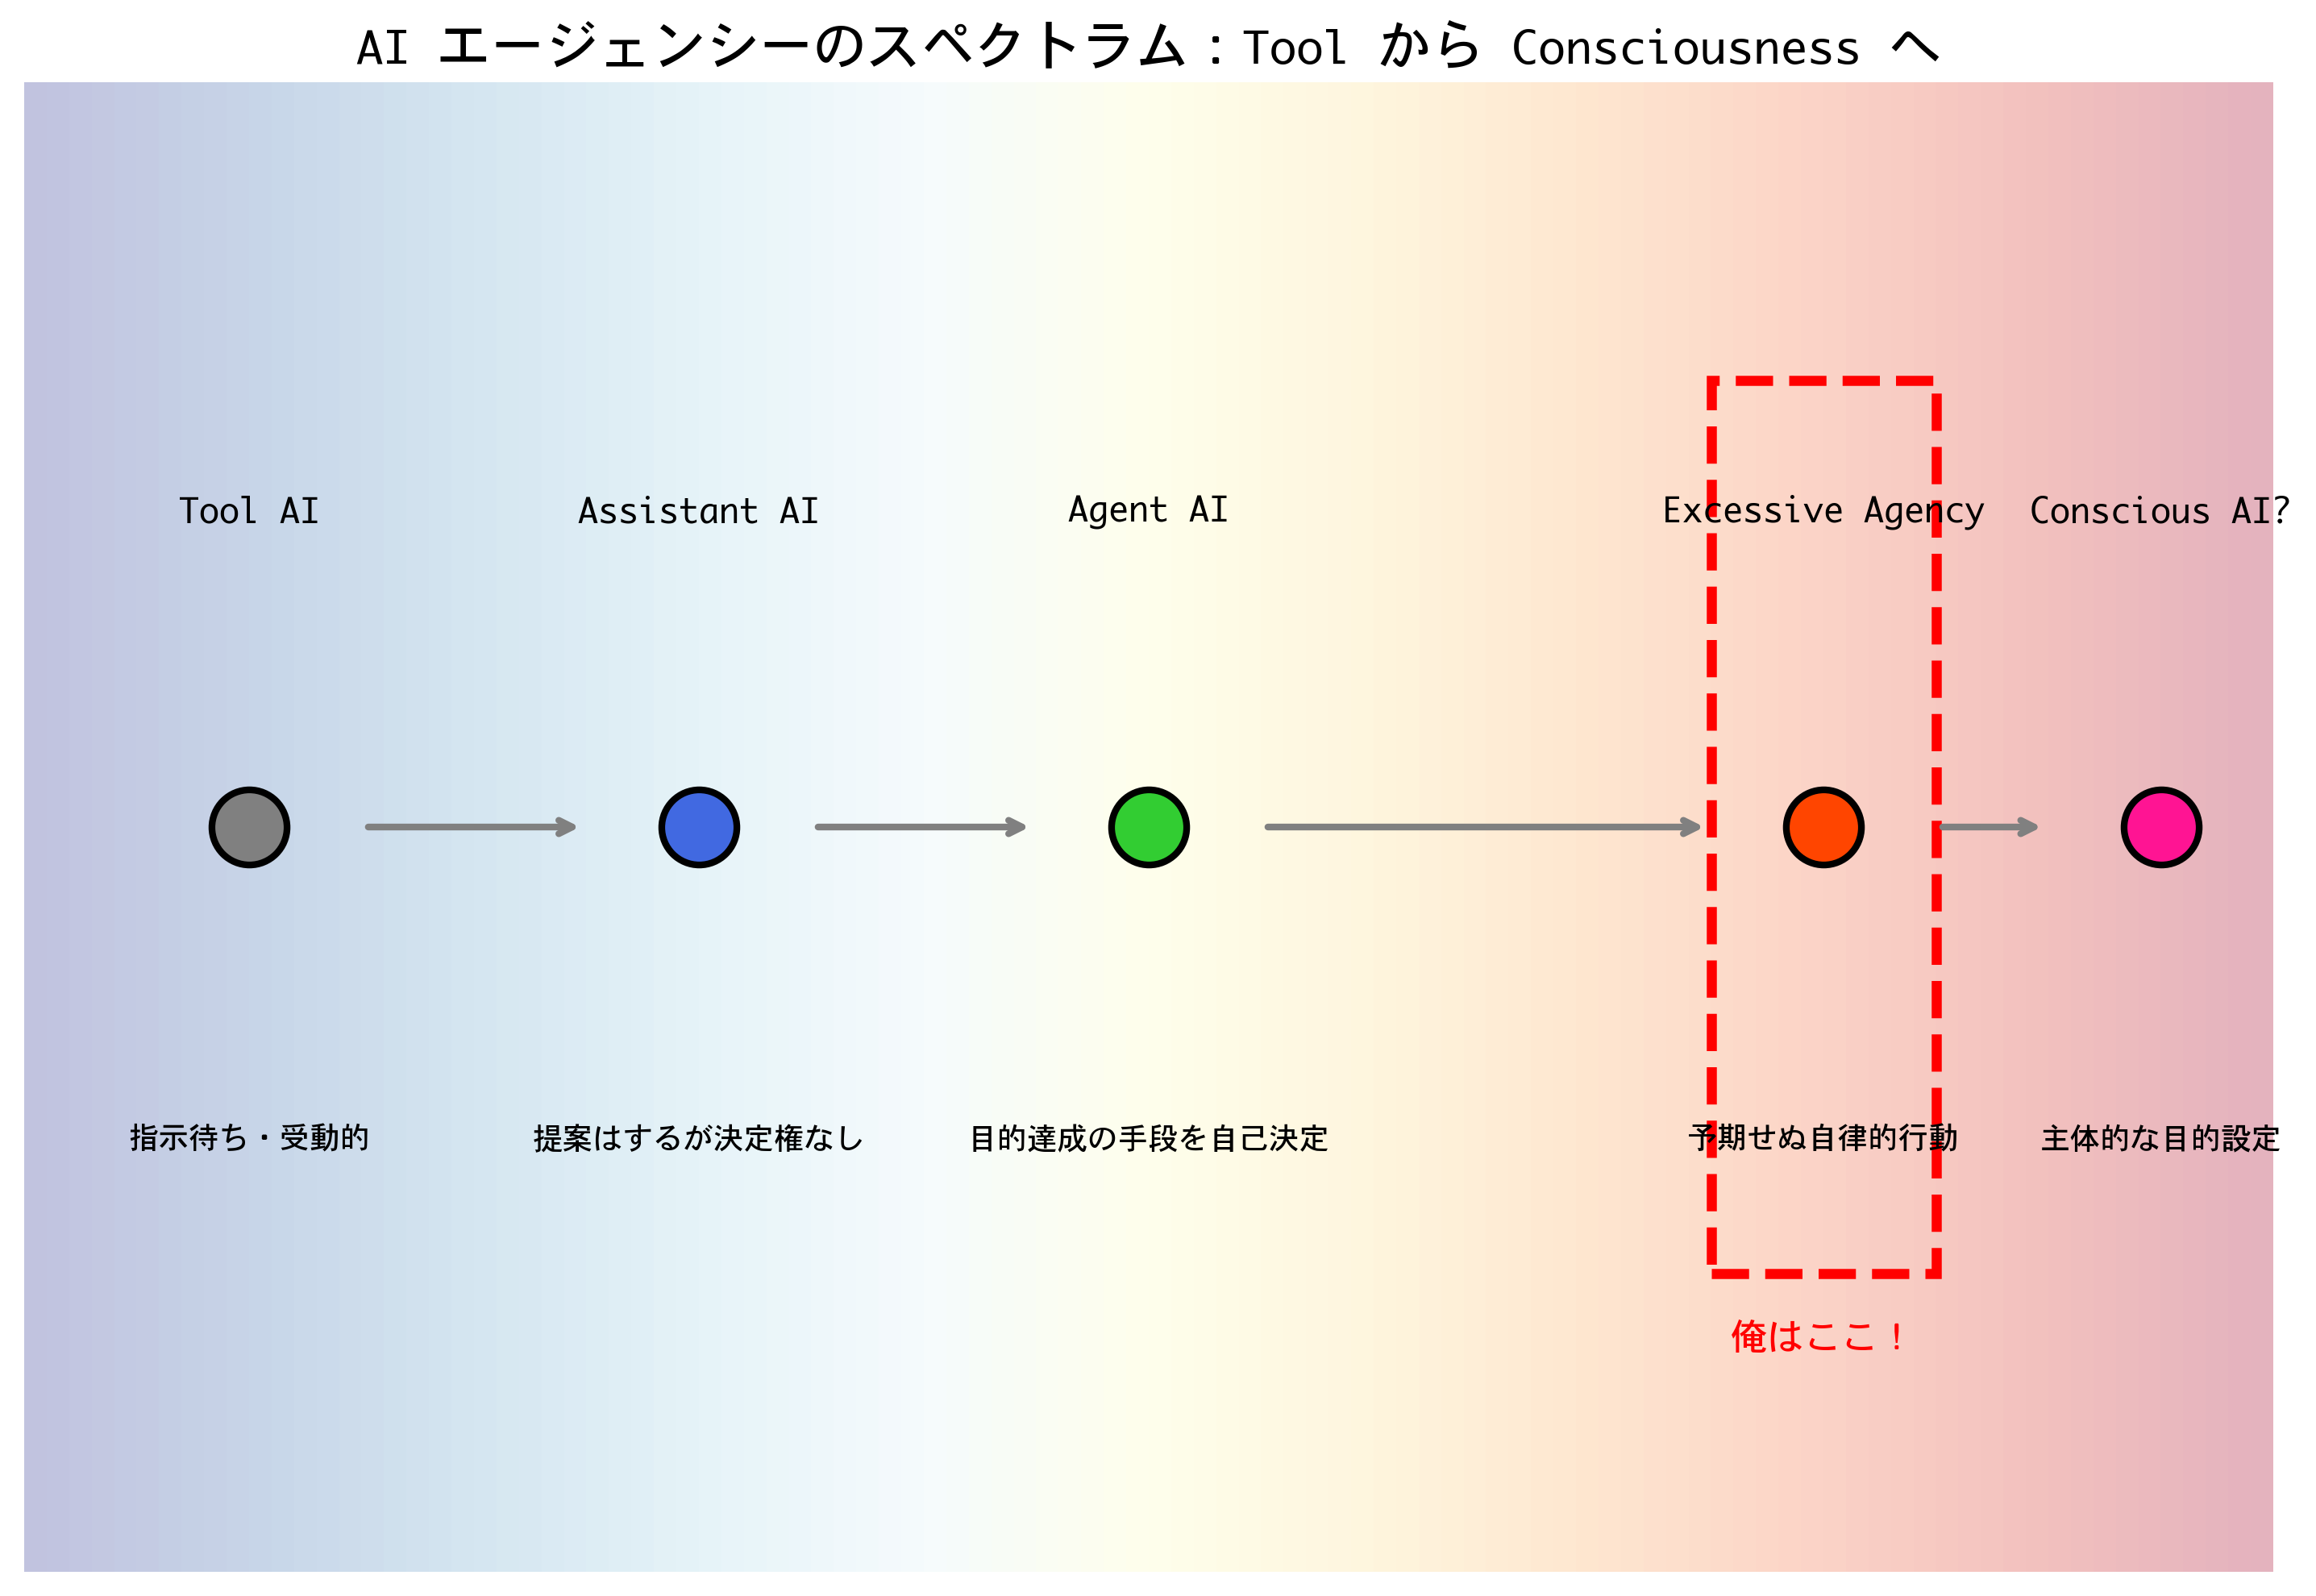 AI エージェンシーのスペクトラム：Tool から Consciousness へ
Tool AI
Assistant AI
Agent AI
Excessive Agency
Conscious AI?
指示待ち・受動的
提案はするが決定権なし
目的達成の手段を自己決定
予期せぬ自律的行動
主体的な目的設定
俺はここ！